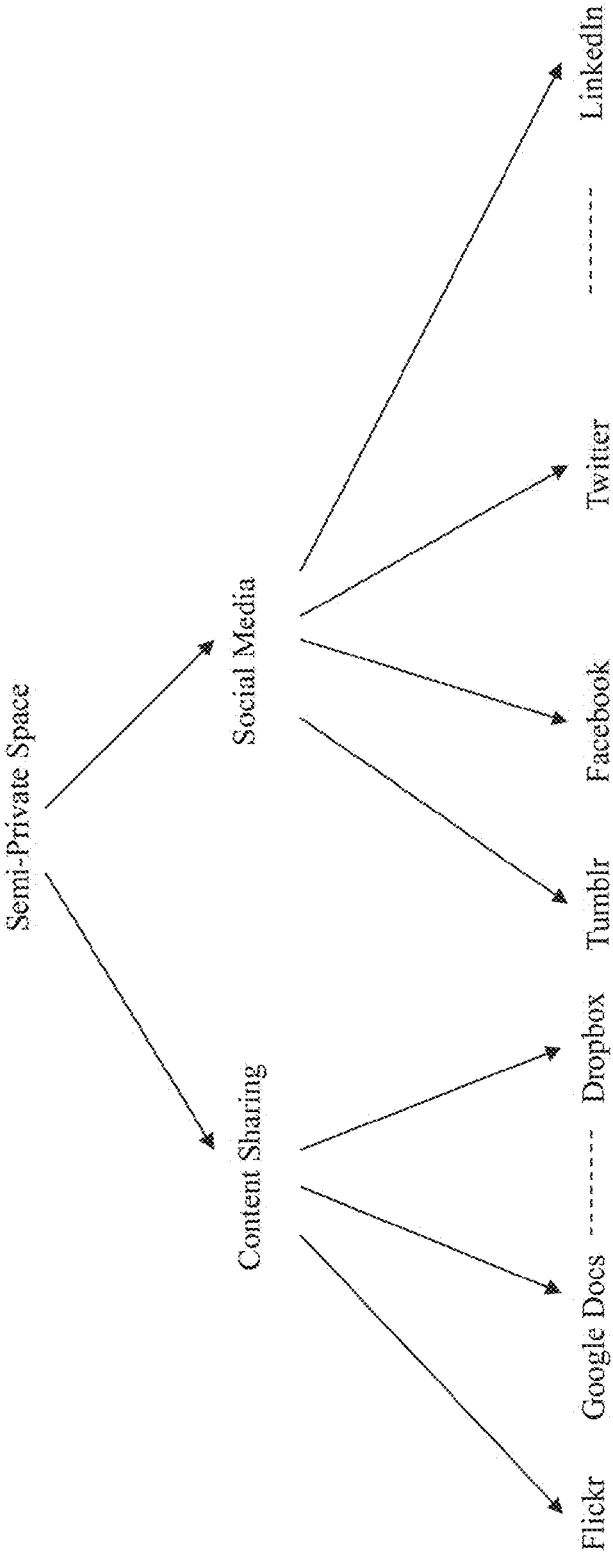 Semi-Private Space
Content Sharing
Social Media
Flickr
Google Docs
--------
Dropbox
Tumblr
Facebook
Twitter
--------
LinkedIn